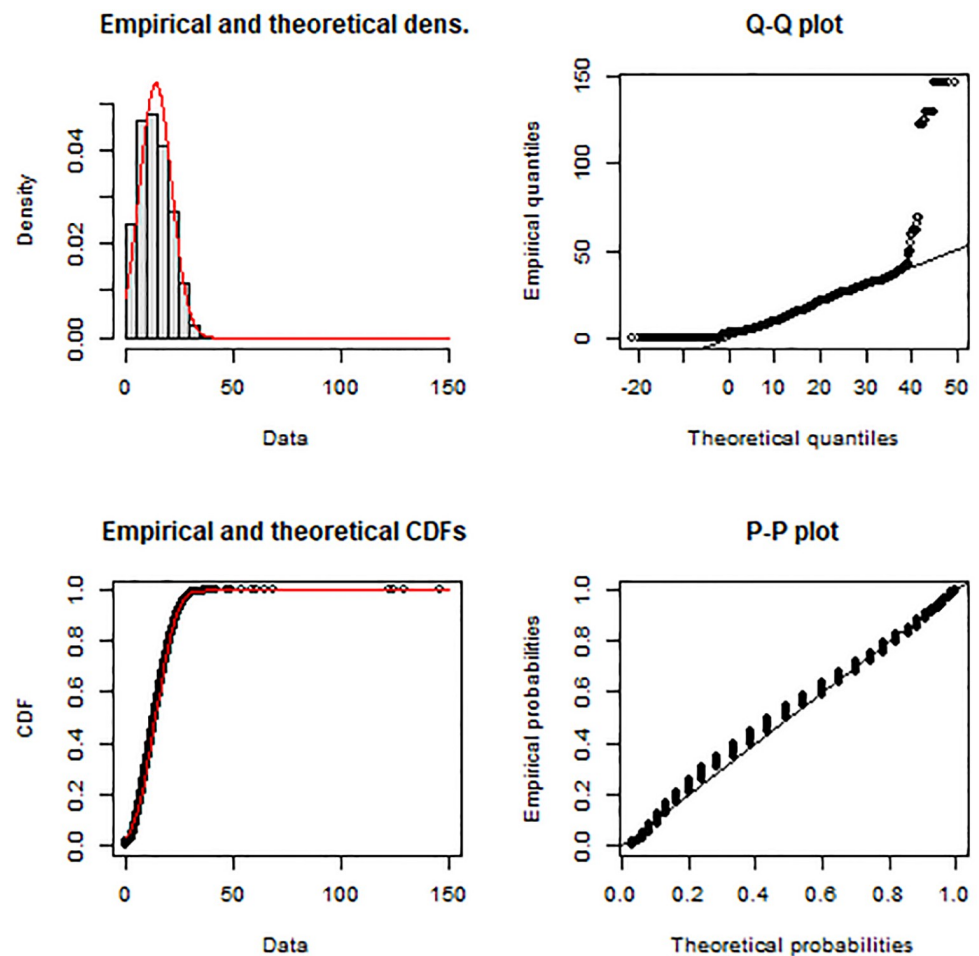 Empirical and theoretical dens.
Density
0.00 0.02 0.04
0 50 100 150
Data
Q-Q plot
Empirical quantiles
0 50 100 150
-20 0 10 20 30 40 50
Theoretical quantiles
Empirical and theoretical CDFs
CDF
0.0 0.2 0.4 0.6 0.8 1.0
0 50 100 150
Data
P-P plot
Empirical probabilities
0.0 0.2 0.4 0.6 0.8 1.0
0.0 0.2 0.4 0.6 0.8 1.0
Theoretical probabilities